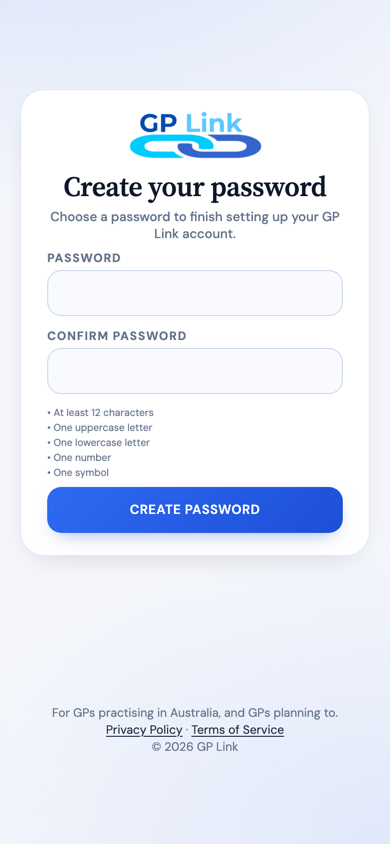 GP Link
Create your password
Choose a password to finish setting up your GP
Link account.
PASSWORD
CONFIRM PASSWORD
• At least 12 characters
• One uppercase letter
• One lowercase letter
• One number
• One symbol
CREATE PASSWORD
For GPs practising in Australia, and GPs planning to.
Privacy Policy · Terms of Service
© 2026 GP Link